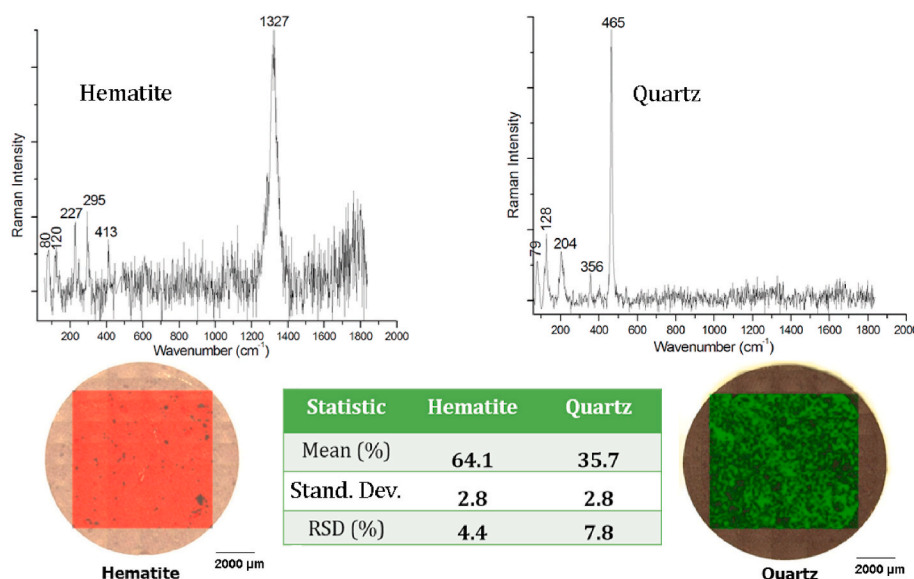 1327
Hematite
295
227
413
80
120
Raman Intensity
200 400 600 800 1000 1200 1400 1600 1800 2000
Wavenumber (cm-1)
465
Quartz
128
79
204
356
Raman Intensity
200 400 600 800 1000 1200 1400 1600 1800 2000
Wavenumber (cm-1)
Statistic Hematite Quartz
Mean (%) 64.1 35.7
Stand. Dev. 2.8 2.8
RSD (%) 4.4 7.8
2000 μm
Hematite
2000 μm
Quartz